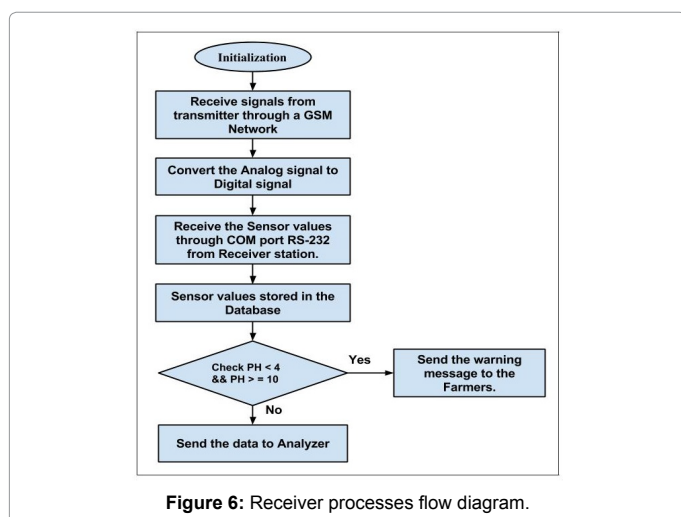 Initialization
Receive signals from
transmitter through a GSM
Network
Convert the Analog signal to
Digital signal
Receive the Sensor values
through COM port RS-232
from Receiver station.
Sensor values stored in the
Database
Check PH < 4
&& PH > = 10
Yes
Send the warning
message to the
Farmers.
No
Send the data to Analyzer
Figure 6: Receiver processes flow diagram.